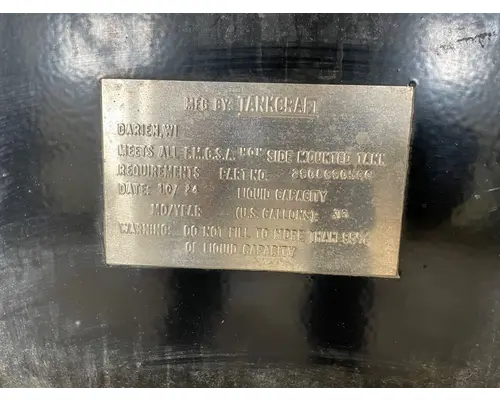 MFG BY: TANKCRAFT
DARIEN, WI
MEETS ALL F.M.C.S.A. "ON" SIDE MOUNTED TANK
REQUIREMENTS PART NO.
DATE: 10/24 LIQUID CAPACITY
MO/YEAR (U.S. GALLONS):
WARNING: DO NOT FILL TO MORE THAN 95%
OF LIQUID CAPACITY